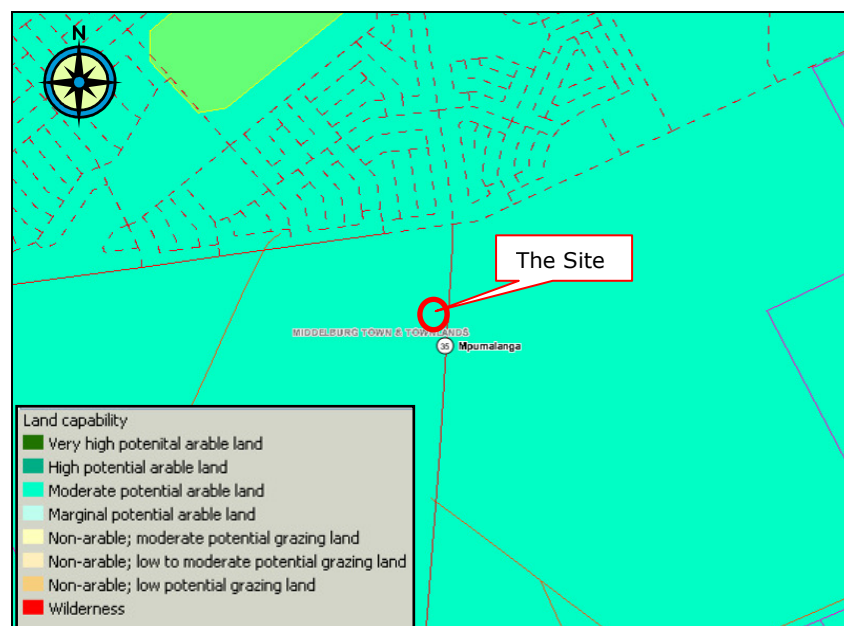 N
The Site
MIDDELBURG TOWN & TOWNLANDS
35 Mpumalanga
Land capability
Very high potenital arable land
High potential arable land
Moderate potential arable land
Marginal potential arable land
Non-arable; moderate potential grazing land
Non-arable; low to moderate potential grazing land
Non-arable; low potential grazing land
Wilderness